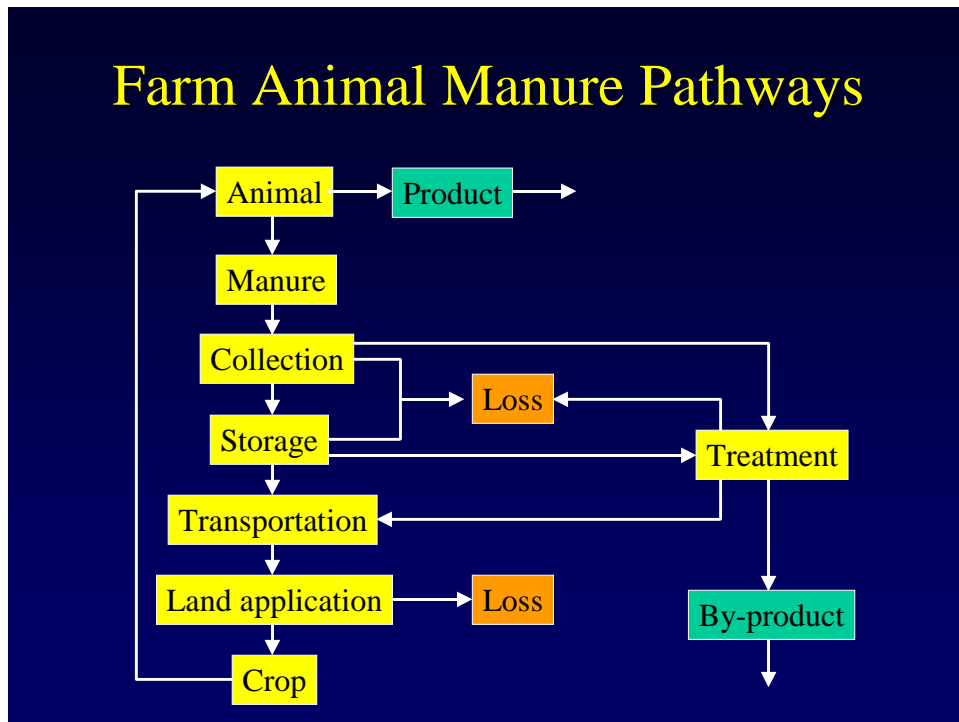 Farm Animal Manure Pathways
Animal
Product
Manure
Collection
Loss
Storage
Treatment
Transportation
Land application
Loss
By-product
Crop